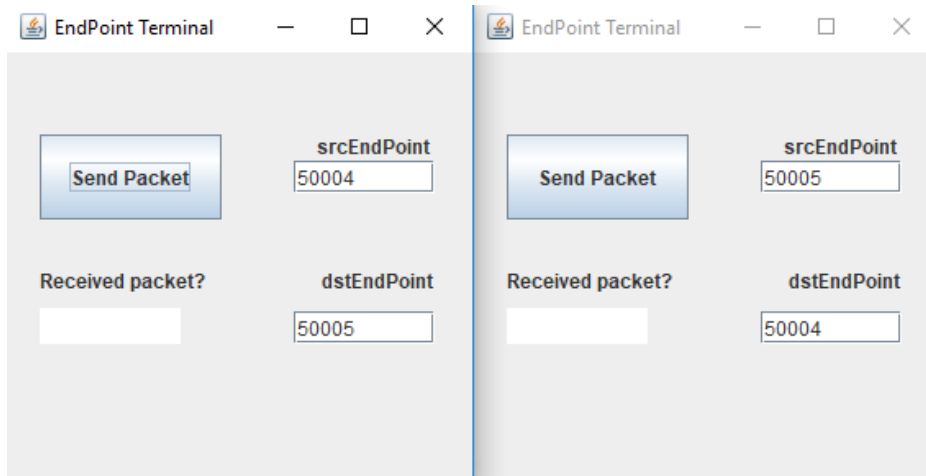 EndPoint Terminal
srcEndPoint
Send Packet
50004
Received packet?
dstEndPoint
50005
EndPoint Terminal
srcEndPoint
Send Packet
50005
Received packet?
dstEndPoint
50004